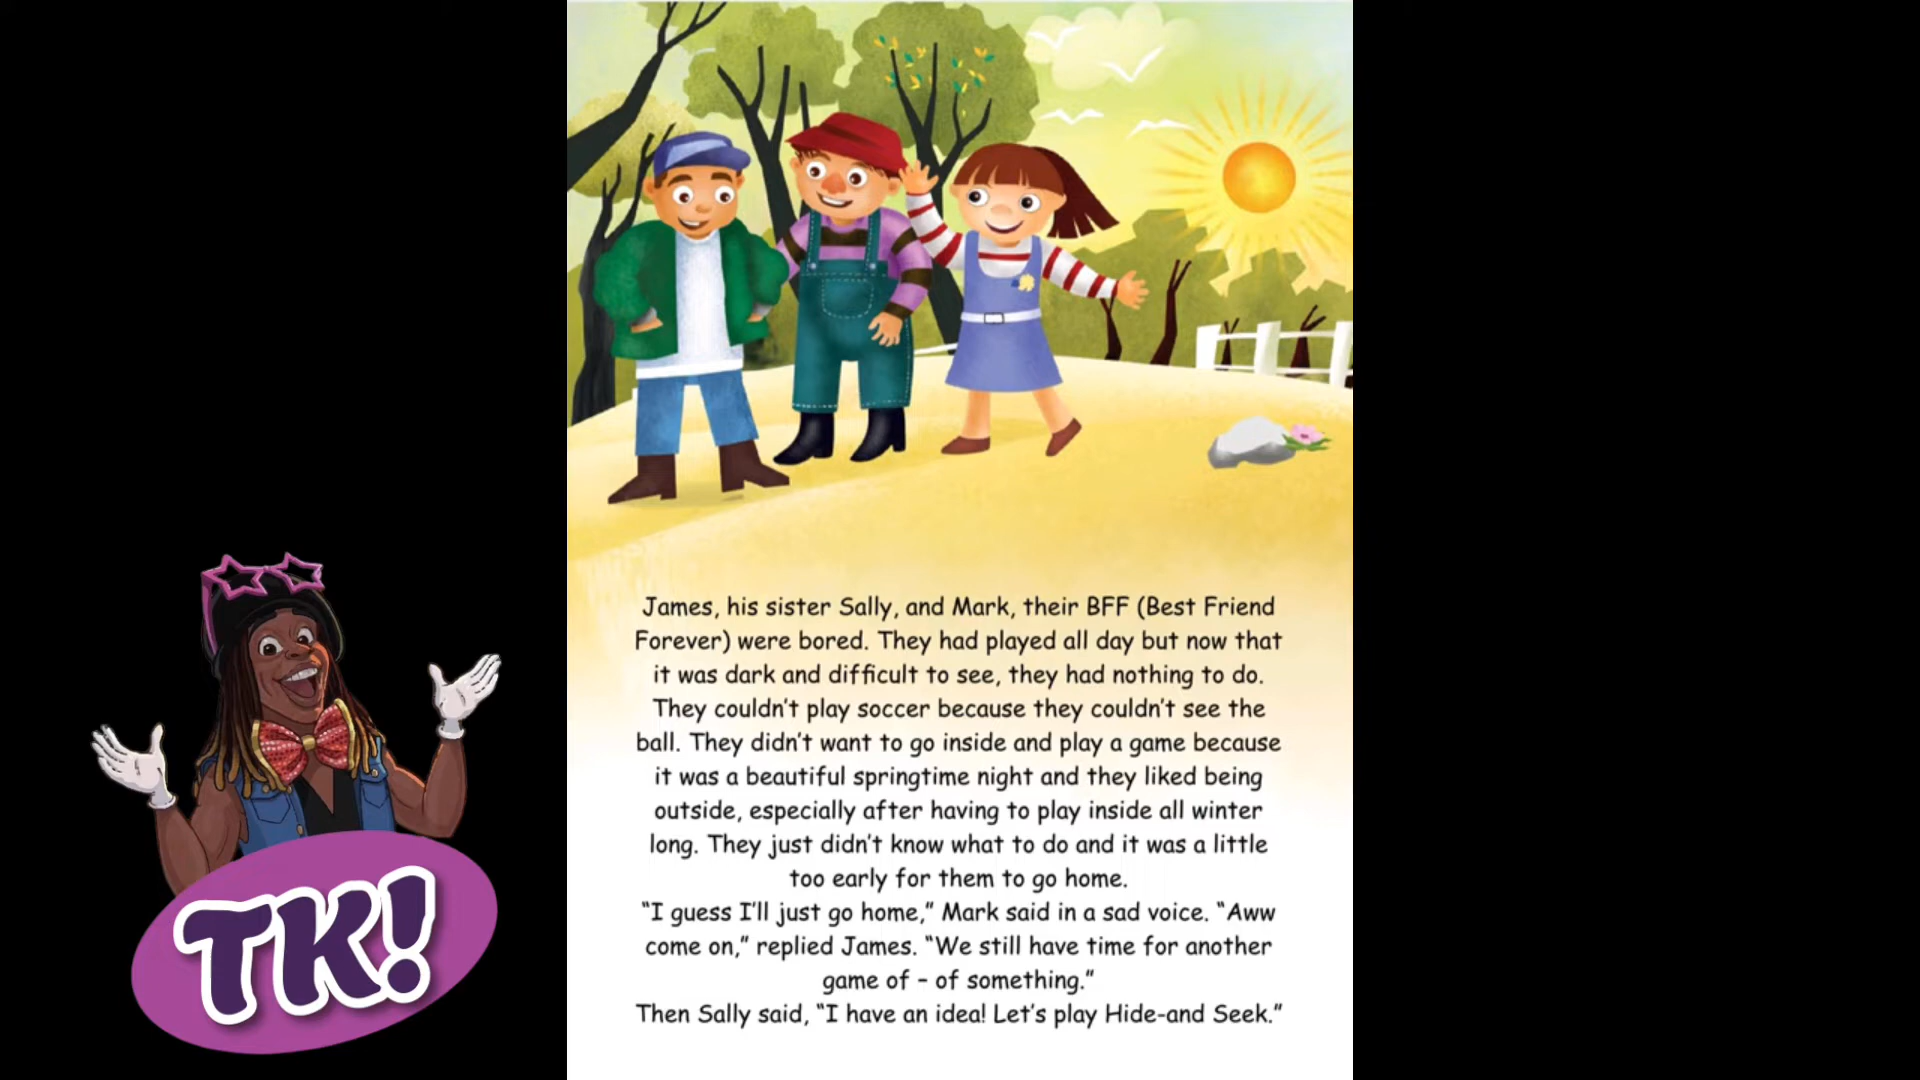 James, his sister Sally, and Mark, their BFF (Best Friend
Forever) were bored. They had played all day but now that
it was dark and difficult to see, they had nothing to do.
They couldn't play soccer because they couldn't see the
ball. They didn't want to go inside and play a game because
it was a beautiful springtime night and they liked being
outside, especially after having to play inside all winter
long. They just didn't know what to do and it was a little
too early for them to go home.
“I guess I'll just go home,” Mark said in a sad voice. “Aww
come on,” replied James. “We still have time for another
game of – of something.”
Then Sally said, “I have an idea! Let's play Hide-and Seek.”
TK!